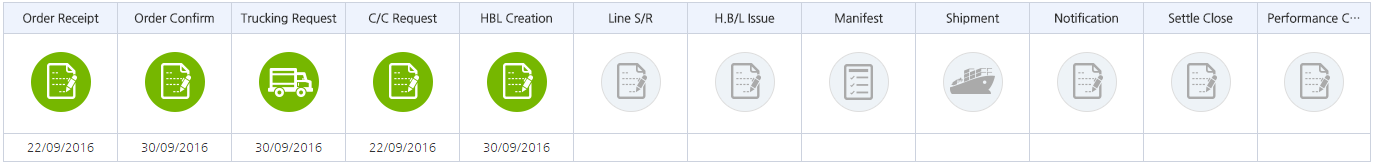 Order Receipt Order Confirm Trucking Request C/C Request HBL Creation Line S/R H.B/L Issue Manifest Shipment Notification Settle Close Performance C···
22/09/2016 30/09/2016 30/09/2016 22/09/2016 30/09/2016